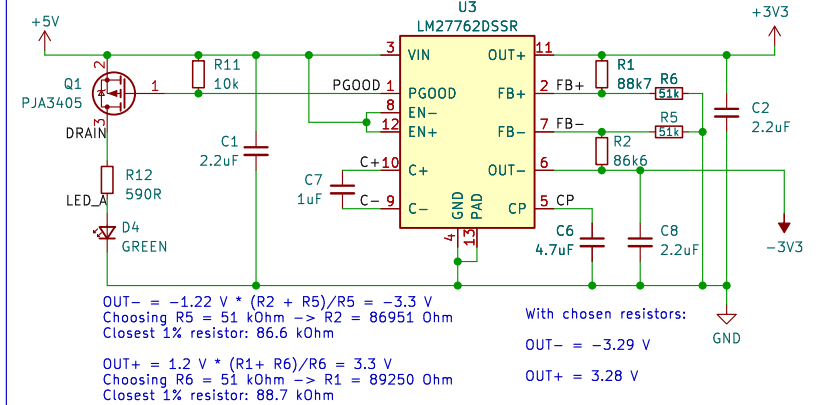 U3
LM27762DSSR
+5V
+3V3
3
VIN
OUT+
11
2
R11
10k
R1
88k7
R6
51k
Q1
PJA3405
1
PGOOD
1
PGOOD
FB+
2
FB+
C2
2.2uF
8
EN-
12
EN+
FB-
7
FB-
R5
51k
3
DRAIN
C1
2.2uF
R2
86k6
R12
590R
C+
10
C+
OUT-
6
C7
1uF
LED_A
C-
9
C-
CP
5
CP
GND
PAD
4
13
D4
GREEN
C6
4.7uF
C8
2.2uF
-3V3
GND
OUT- = -1.22 V * (R2 + R5)/R5 = -3.3 V
Choosing R5 = 51 kOhm -> R2 = 86951 Ohm
Closest 1% resistor: 86.6 kOhm
OUT+ = 1.2 V * (R1+ R6)/R6 = 3.3 V
Choosing R6 = 51 kOhm -> R1 = 89250 Ohm
Closest 1% resistor: 88.7 kOhm
With chosen resistors:
OUT- = -3.29 V
OUT+ = 3.28 V